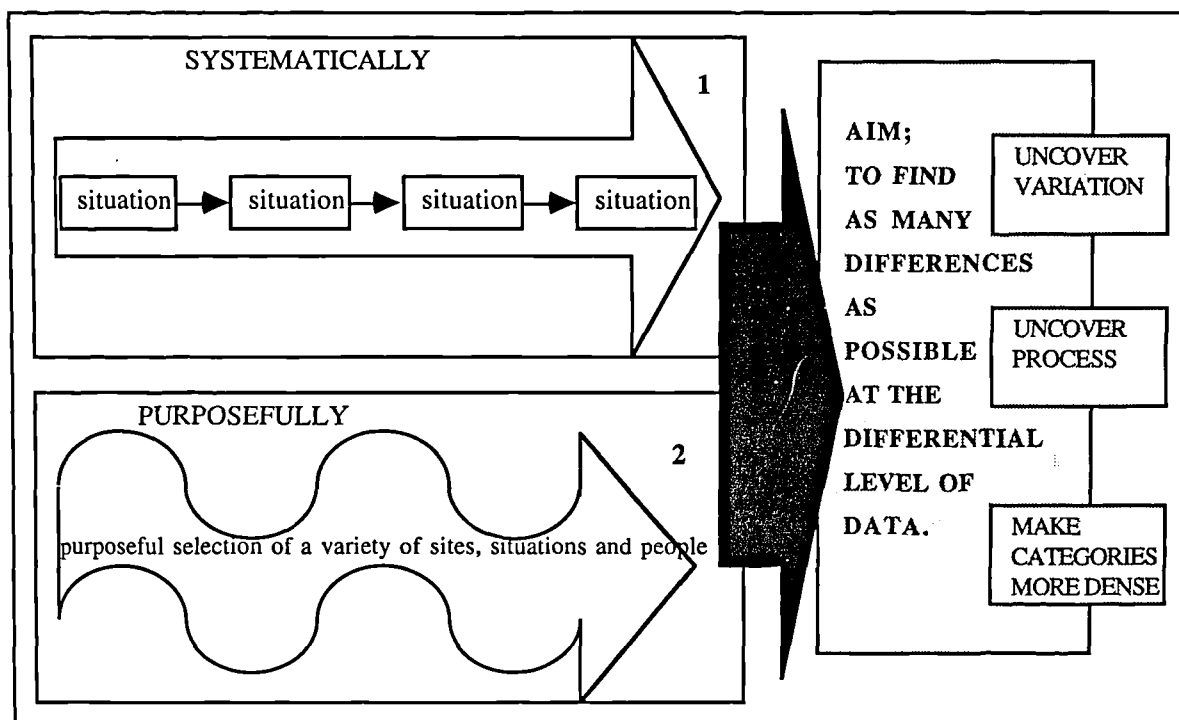 SYSTEMATICALLY
1
situation
situation
situation
situation
PURPOSEFULLY
2
purposeful selection of a variety of sites, situations and people
AIM;
TO FIND
AS MANY
DIFFERENCES
AS
POSSIBLE
AT THE
DIFFERENTIAL
LEVEL OF
DATA.
UNCOVER
VARIATION
UNCOVER
PROCESS
MAKE
CATEGORIES
MORE DENSE